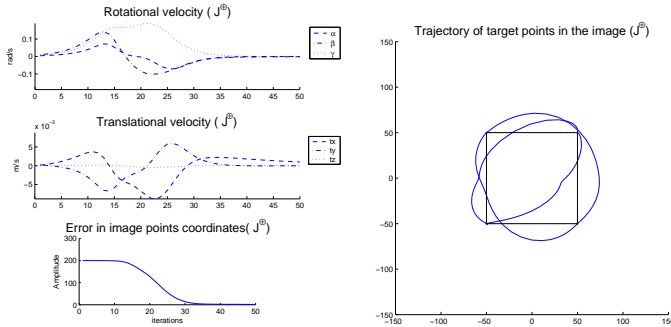 Rotational velocity ( J⊕)
rad/s
0.1
0
−0.1
0 5 10 15 20 25 30 35 40 45 50
α
β
γ
Translational velocity ( J⊕)
x 10−3
m/s
5
0
−5
0 5 10 15 20 25 30 35 40 45 50
tx
ty
tz
Error in image points coordinates( J⊕)
Amplitude
300
200
100
0
0 10 20 30 40 50
iterations
Trajectory of target points in the image (J⊕)
150
100
50
0
−50
−100
−150
−150 −100 −50 0 50 100 150